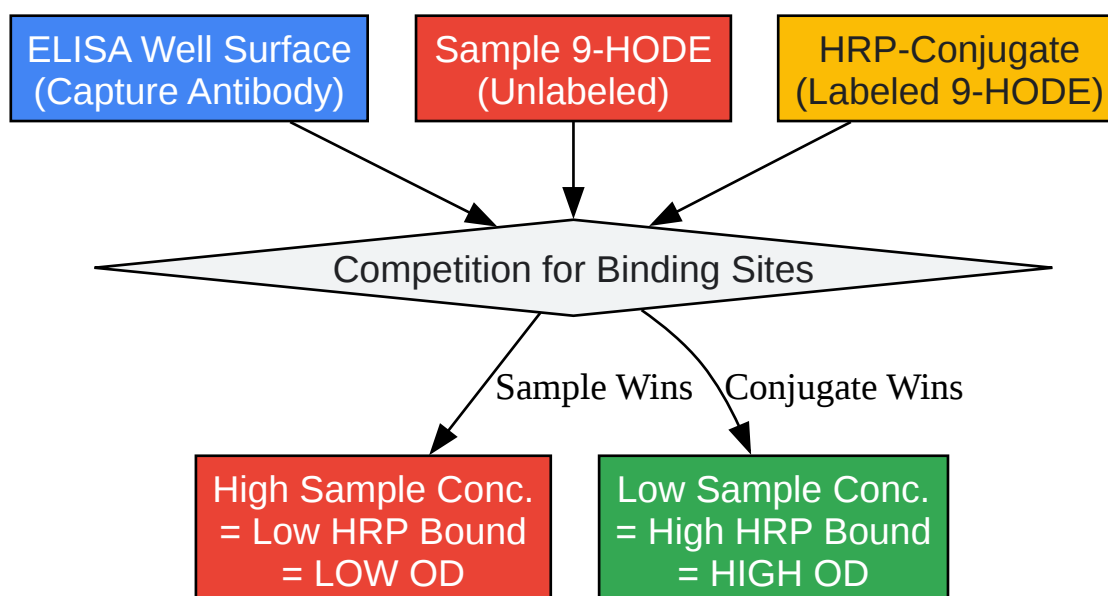 ELISA Well Surface
(Capture Antibody)
Sample 9-HODE
(Unlabeled)
HRP-Conjugate
(Labeled 9-HODE)
Competition for Binding Sites
Sample Wins
Conjugate Wins
High Sample Conc.
= Low HRP Bound
= LOW OD
Low Sample Conc.
= High HRP Bound
= HIGH OD